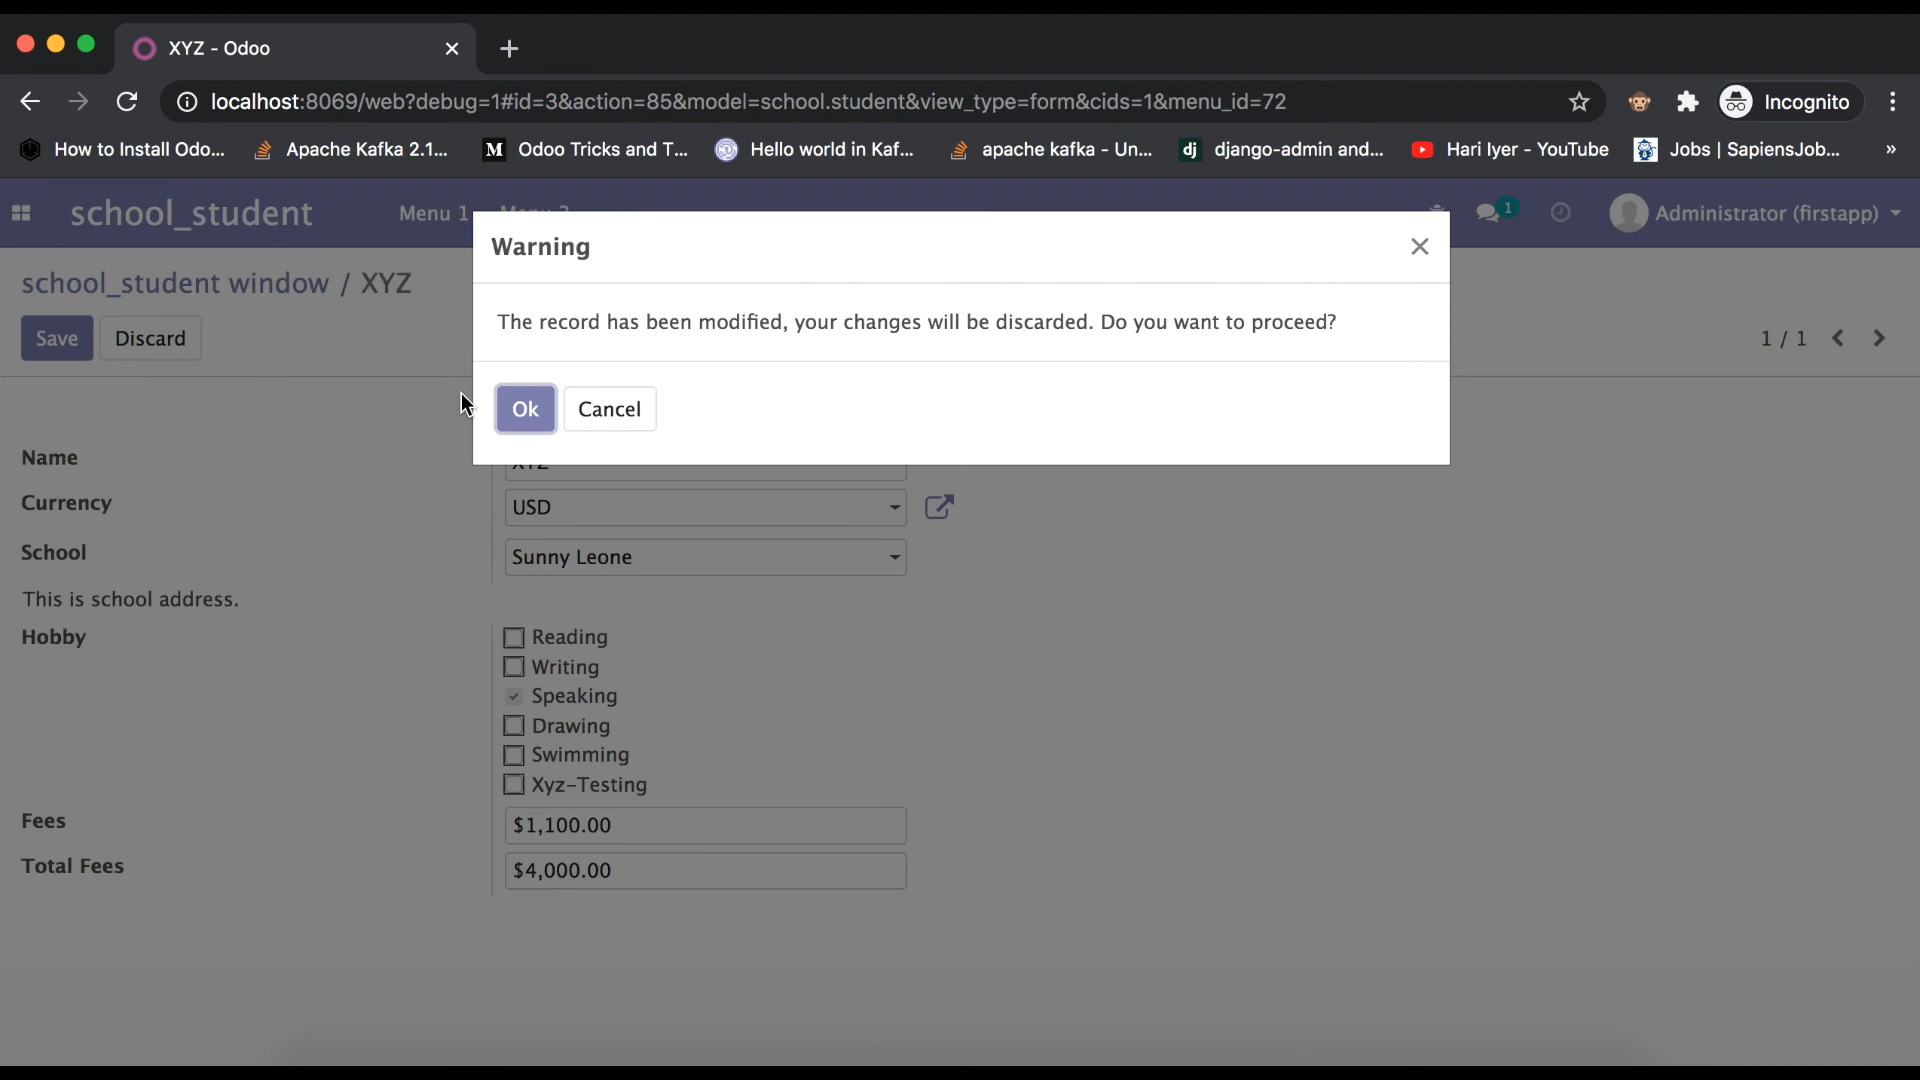 XYZ - Odoo
localhost:8069/web?debug=1#id=3&action=85&model=school.student&view_type=form&cids=1&menu_id=72
Incognito
How to Install Odo...
Apache Kafka 2.1...
M Odoo Tricks and T...
Hello world in Kaf...
apache kafka - Un...
dj django-admin and...
Hari Iyer - YouTube
Jobs | SapiensJob...
»
school_student
Menu 1
1
Administrator (firstapp)
Warning
school_student window / XYZ
The record has been modified, your changes will be discarded. Do you want to proceed?
Save
Discard
1 / 1
Ok
Cancel
Name
XYZ
Currency
USD
School
Sunny Leone
This is school address.
Hobby
Reading
Writing
Speaking
Drawing
Swimming
Xyz-Testing
Fees
$1,100.00
Total Fees
$4,000.00